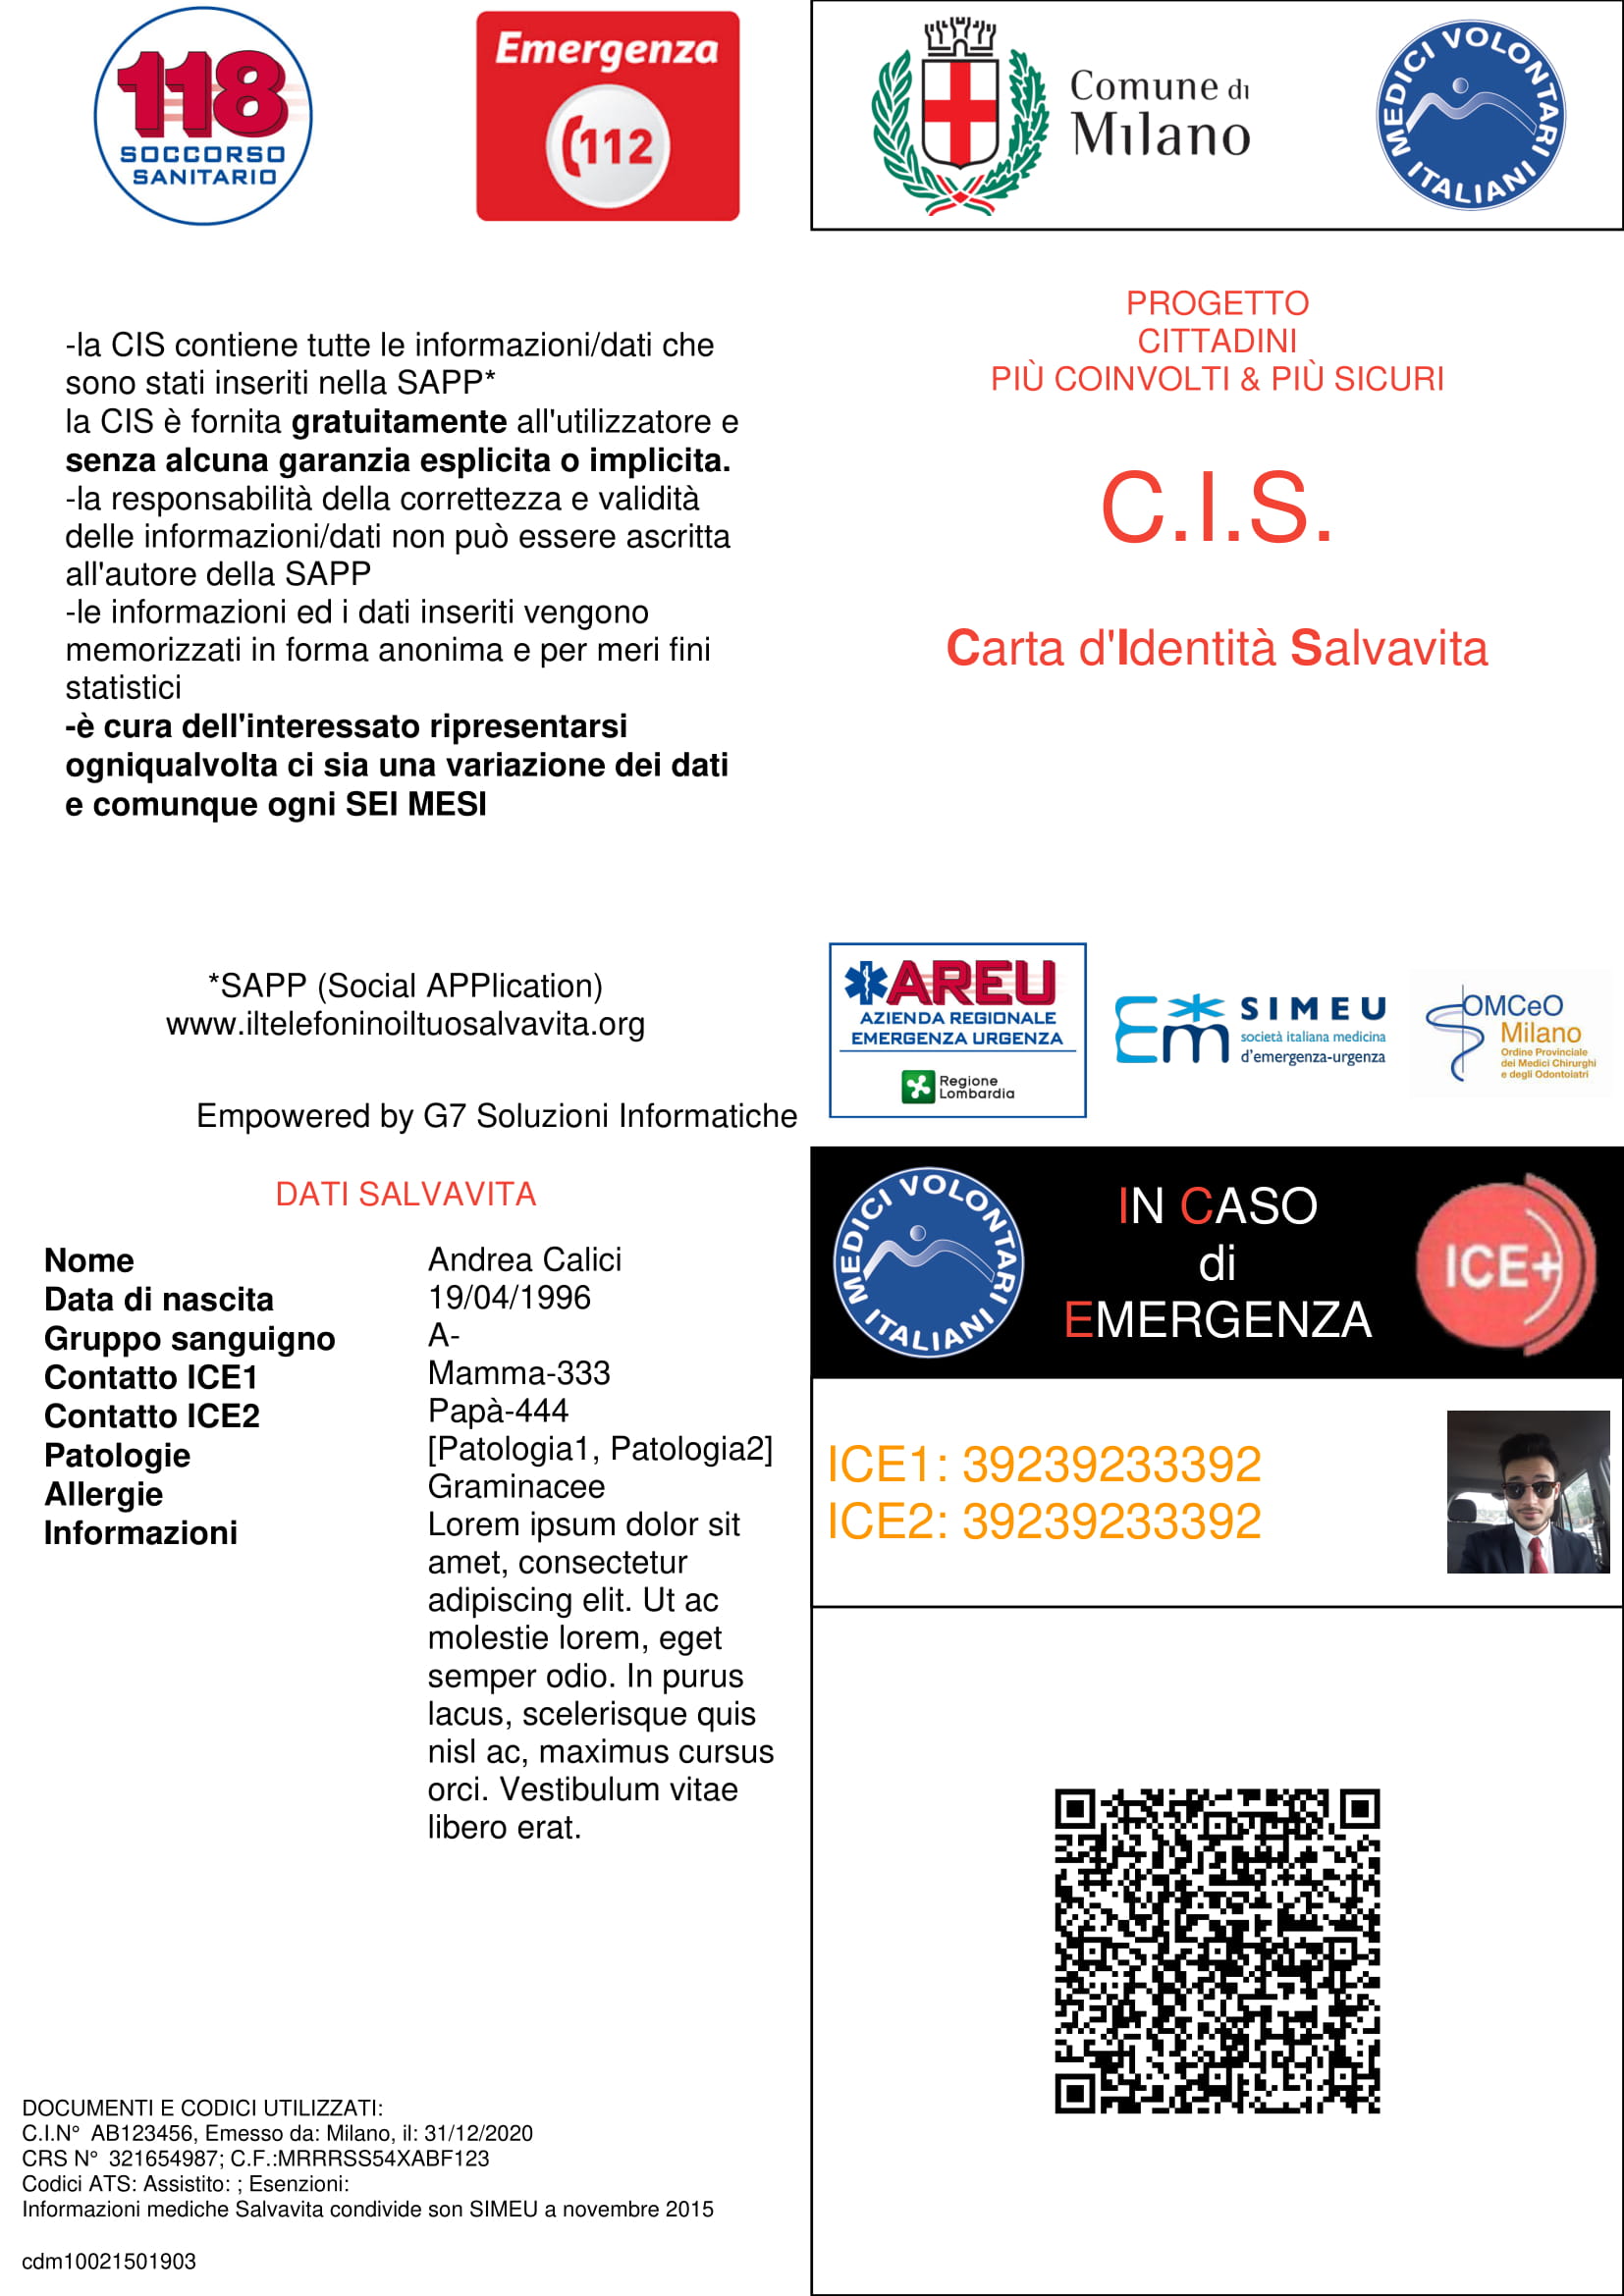 118
SOCCORSO
SANITARIO
Emergenza
112
-la CIS contiene tutte le informazioni/dati che
sono stati inseriti nella SAPP*
la CIS è fornita gratuitamente all'utilizzatore e
senza alcuna garanzia esplicita o implicita.
-la responsabilità della correttezza e validità
delle informazioni/dati non può essere ascritta
all'autore della SAPP
-le informazioni ed i dati inseriti vengono
memorizzati in forma anonima e per meri fini
statistici
-è cura dell'interessato ripresentarsi
ogniqualvolta ci sia una variazione dei dati
e comunque ogni SEI MESI
*SAPP (Social APPlication)
www.iltelefoninoiltuosalvavita.org
Empowered by G7 Soluzioni Informatiche
Comune di
Milano
MEDICI VOLONTARI
ITALIANI
PROGETTO
CITTADINI
PIÙ COINVOLTI & PIÙ SICURI
C.I.S.
Carta d'Identità Salvavita
AREU
AZIENDA REGIONALE
EMERGENZA URGENZA
Regione
Lombardia
Em
SIMEU
società italiana medicina
d'emergenza-urgenza
OMCeO
Milano
Ordine Provinciale
dei Medici Chirurghi
e degli Odontoiatri
DATI SALVAVITA
Nome Andrea Calici
Data di nascita 19/04/1996
Gruppo sanguigno A-
Contatto ICE1 Mamma-333
Contatto ICE2 Papà-444
Patologie [Patologia1, Patologia2]
Allergie Graminacee
Informazioni Lorem ipsum dolor sit
amet, consectetur
adipiscing elit. Ut ac
molestie lorem, eget
semper odio. In purus
lacus, scelerisque quis
nisl ac, maximus cursus
orci. Vestibulum vitae
libero erat.
DOCUMENTI E CODICI UTILIZZATI:
C.I.N° AB123456, Emesso da: Milano, il: 31/12/2020
CRS N° 321654987; C.F.:MRRRSS54XABF123
Codici ATS: Assistito: ; Esenzioni:
Informazioni mediche Salvavita condivide son SIMEU a novembre 2015
cdm10021501903
MEDICI VOLONTARI
ITALIANI
IN CASO
di
EMERGENZA
ICE+
ICE1: 39239233392
ICE2: 39239233392